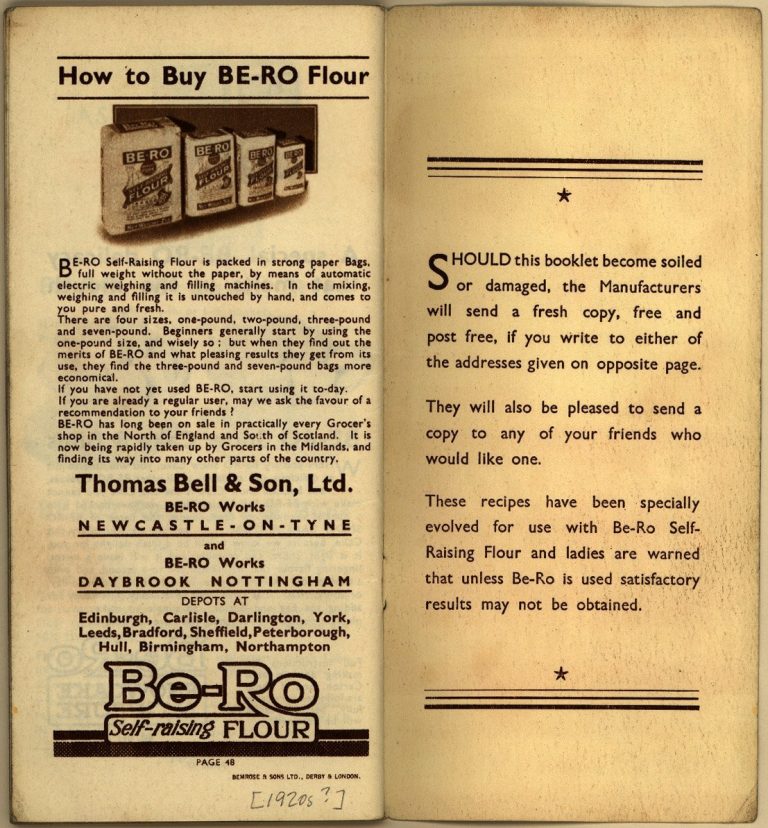 How to Buy BE-RO Flour
BE-RO
FLOUR
BE-RO
FLOUR
BE-RO
FLOUR
BE-RO
FLOUR
BE-RO Self-Raising Flour is packed in strong paper Bags,
full weight without the paper, by means of automatic
electric weighing and filling machines. In the mixing,
weighing and filling it is untouched by hand, and comes to
you pure and fresh.
There are four sizes, one-pound, two-pound, three-pound
and seven-pound. Beginners generally start by using the
one-pound size, and wisely so ; but when they find out the
merits of BE-RO and what pleasing results they get from its
use, they find the three-pound and seven-pound bags more
economical.
If you have not yet used BE-RO, start using it to-day.
If you are already a regular user, may we ask the favour of a
recommendation to your friends ?
BE-RO has long been on sale in practically every Grocer's
shop in the North of England and South of Scotland. It is
now being rapidly taken up by Grocers in the Midlands, and
finding its way into many other parts of the country.
Thomas Bell & Son, Ltd.
BE-RO Works
NEWCASTLE-ON-TYNE
and
BE-RO Works
DAYBROOK NOTTINGHAM
DEPOTS AT
Edinburgh, Carlisle, Darlington, York,
Leeds, Bradford, Sheffield, Peterborough,
Hull, Birmingham, Northampton
Be-Ro
Self-raising FLOUR
PAGE 48
BEMROSE & SONS LTD., DERBY & LONDON.
[1920s?]
SHOULD this booklet become soiled
or damaged, the Manufacturers
will send a fresh copy, free and
post free, if you write to either of
the addresses given on opposite page.
They will also be pleased to send a
copy to any of your friends who
would like one.
These recipes have been specially
evolved for use with Be-Ro Self-
Raising Flour and ladies are warned
that unless Be-Ro is used satisfactory
results may not be obtained.